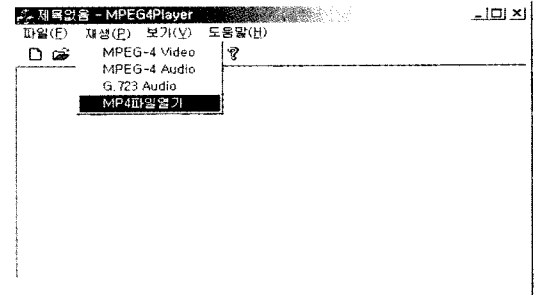 제목없음 - MPEG4Player
파일(F) 재생(P) 보기(V) 도움말(H)
MPEG-4 Video
MPEG-4 Audio
G.723 Audio
MP4파일열기